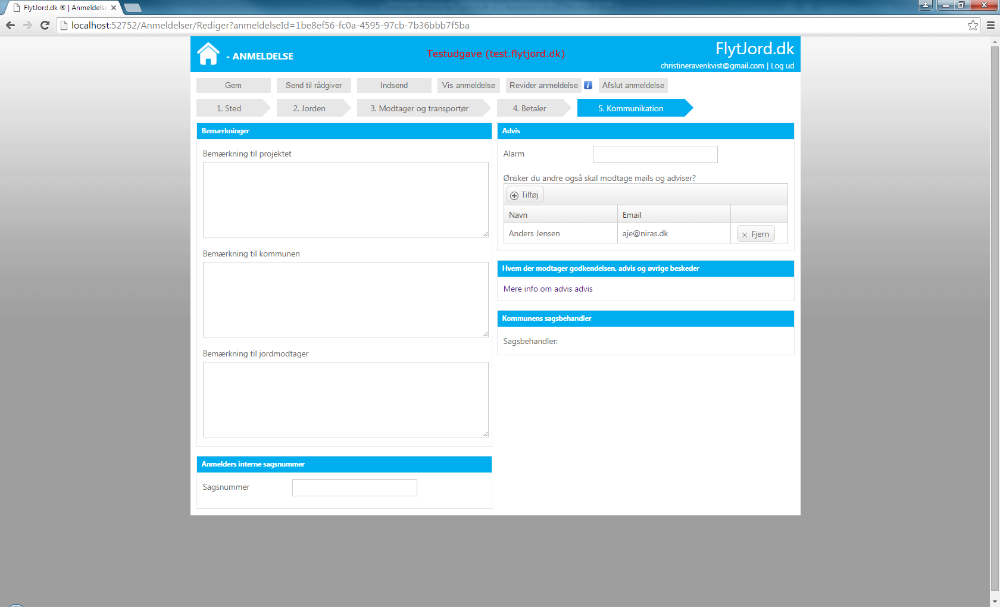 FlytJord.dk ® | Anmeldelse
localhost:52752/Anmeldelser/Rediger?anmeldelseId=1be8ef56-fc0a-4595-97cb-7b36bbb7f5ba
- ANMELDELSE
Testudgave (test.flytjord.dk)
FlytJord.dk
christineravenkvist@gmail.com | Log ud
Gem
Send til rådgiver
Indsend
Vis anmeldelse
Revider anmeldelse
Afslut anmeldelse
1. Sted
2. Jorden
3. Modtager og transportør
4. Betaler
5. Kommunikation
Bemærkninger
Bemærkning til projektet
Bemærkning til kommunen
Bemærkning til jordmodtager
Anmelders interne sagsnummer
Sagsnummer
Advis
Alarm
Ønsker du andre også skal modtage mails og adviser?
Tilføj
Navn Email
Anders Jensen aje@niras.dk Fjern
Hvem der modtager godkendelsen, advis og øvrige beskeder
Mere info om advis advis
Kommunens sagsbehandler
Sagsbehandler: